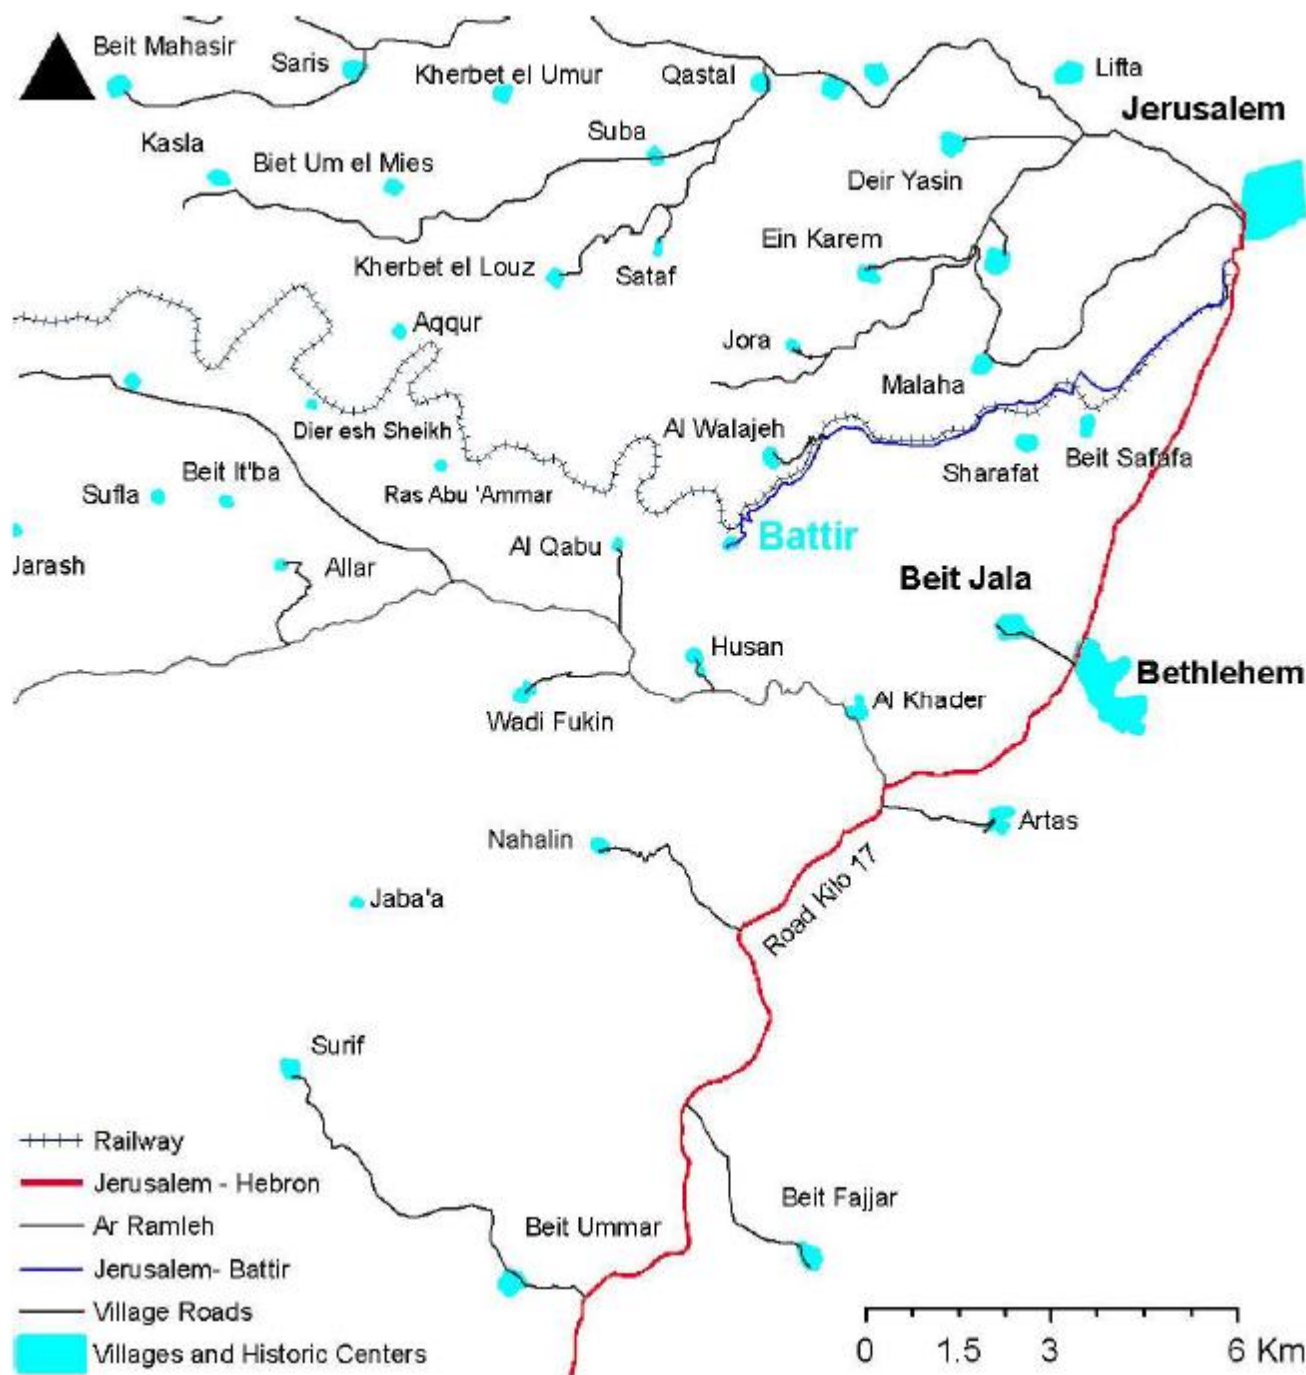 Beit Mahasir
Saris
Kherbet el Umur
Qastal
Lifta
Jerusalem
Kasla
Biet Um el Mies
Suba
Deir Yasin
Ein Karem
Kherbet el Louz
Sataf
Aqqur
Jora
Malaha
Dier esh Sheikh
Al Walajeh
Sharafat
Beit Safafa
Sufla
Beit It'ba
Ras Abu 'Ammar
Battir
Jarash
Allar
Al Qabu
Beit Jala
Husan
Bethlehem
Wadi Fukin
Al Khader
Nahalin
Artas
Road Kilo 17
Jaba'a
Surif
Beit Fajjar
Beit Ummar
Railway
Jerusalem - Hebron
Ar Ramleh
Jerusalem- Battir
Village Roads
Villages and Historic Centers
0 1.5 3 6 Km